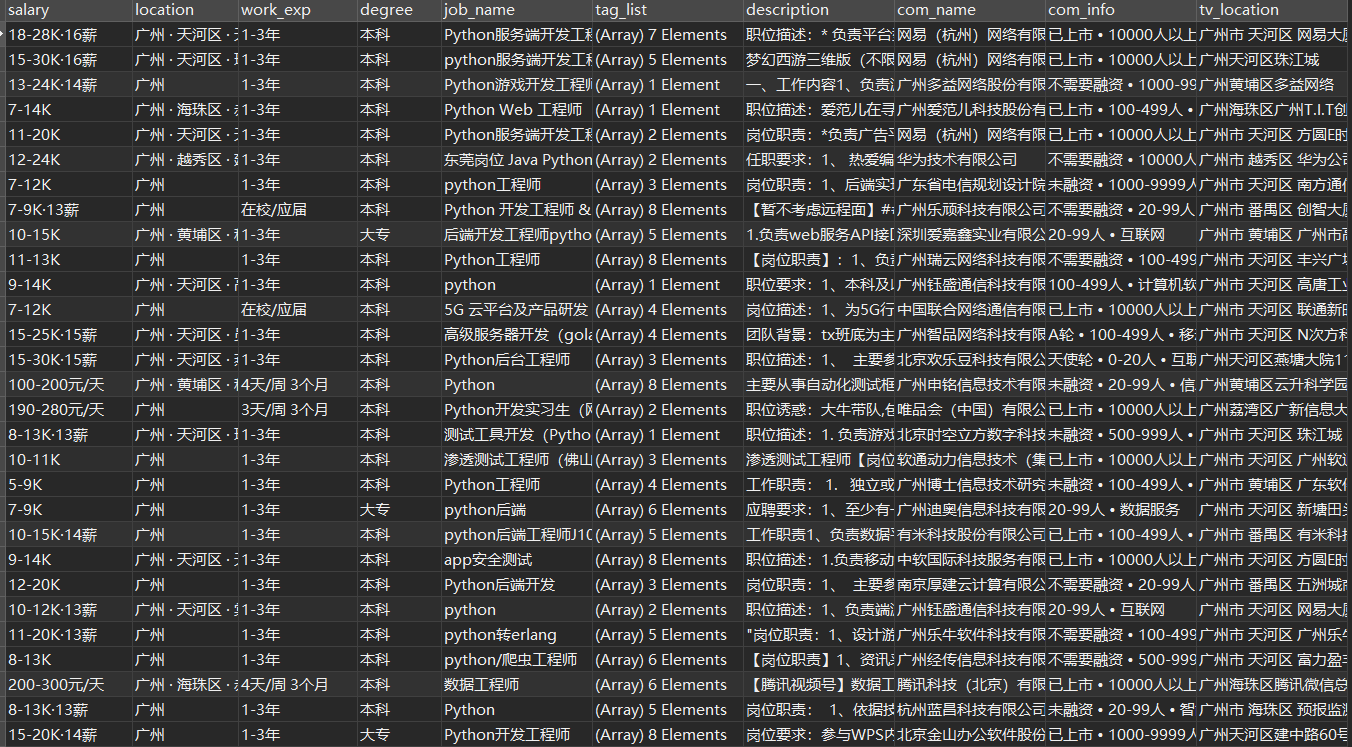 salary location work_exp degree job_name tag_list description com_name com_info tv_location
18-28K·16薪 广州 · 天河区 · 1-3年 本科 Python服务端开发工程 (Array) 7 Elements 职位描述：* 负责平台 网易（杭州）网络有限 已上市 • 10000人以上 广州市 天河区 网易大厦
15-30K·16薪 广州 · 天河区 · 1-3年 本科 python服务端开发工程 (Array) 5 Elements 梦幻西游三维版（不限 网易（杭州）网络有限 已上市 • 10000人以上 广州天河区珠江城
13-24K·14薪 广州 1-3年 本科 Python游戏开发工程师 (Array) 1 Element 一、工作内容1、负责 广州多益网络股份有限 不需要融资 • 1000-99 广州黄埔区多益网络
7-14K 广州 · 海珠区 · 1-3年 本科 Python Web 工程师 (Array) 1 Element 职位描述：爱范儿在寻 广州爱范儿科技股份有 已上市 • 100-499人 • 广州海珠区广州T.I.T创
11-20K 广州 · 天河区 · 1-3年 本科 Python服务端开发工程 (Array) 2 Elements 岗位职责：*负责广告平 网易（杭州）网络有限 已上市 • 10000人以上 广州市 天河区 方圆E时
12-24K 广州 · 越秀区 · 1-3年 本科 东莞岗位 Java Python (Array) 2 Elements 任职要求：1、 热爱编 华为技术有限公司 不需要融资 • 10000人 广州市 越秀区 华为公司
7-12K 广州 1-3年 本科 python工程师 (Array) 3 Elements 岗位职责：1、后端实现 广东省电信规划设计院 未融资 • 1000-9999人 广州市 天河区 南方通信
7-9K·13薪 广州 在校/应届 本科 Python 开发工程师 & (Array) 8 Elements 【暂不考虑远程面】# 广州乐顽科技有限公司 不需要融资 • 20-99人 广州市 番禺区 创智大厦
10-15K 广州 · 黄埔区 · 1-3年 大专 后端开发工程师pytho (Array) 5 Elements 1.负责web服务API接口 深圳爱嘉鑫实业有限公 20-99人 • 互联网 广州市 黄埔区 广州市高
11-13K 广州 1-3年 本科 Python工程师 (Array) 8 Elements 【岗位职责】：1、负责 广州瑞云网络科技有限 不需要融资 • 100-499 广州市 天河区 丰兴广场
9-14K 广州 · 天河区 · 1-3年 本科 python (Array) 1 Element 职位要求：1、本科及以 广州钰盛通信科技有限 100-499人 • 计算机软 广州市 天河区 高唐工业
7-12K 广州 在校/应届 本科 5G 云平台及产品研发 (Array) 4 Elements 岗位描述：1、为5G行 中国联合网络通信有限 已上市 • 10000人以上 广州市 天河区 联通新时
15-25K·15薪 广州 · 天河区 · 1-3年 本科 高级服务器开发（gola (Array) 4 Elements 团队背景：tx班底为主 广州智品网络科技有限 A轮 • 100-499人 • 移 广州市 天河区 N次方科
15-30K·15薪 广州 · 天河区 · 1-3年 本科 Python后台工程师 (Array) 3 Elements 职位描述：1、 主要参 北京欢乐豆科技有限公 天使轮 • 0-20人 • 互联 广州天河区燕塘大院11
100-200元/天 广州 · 黄埔区 · 4天/周 3个月 本科 Python (Array) 8 Elements 主要从事自动化测试框 广州申铭信息技术有限 未融资 • 20-99人 • 信 广州黄埔区云升科学园
190-280元/天 广州 3天/周 3个月 本科 Python开发实习生（ (Array) 2 Elements 职位诱惑：大牛带队,包 唯品会（中国）有限公 已上市 • 10000人以上 广州荔湾区广新信息大
8-13K·13薪 广州 · 天河区 · 1-3年 本科 测试工具开发（Pytho (Array) 1 Element 职位描述：1. 负责游戏 北京时空立方数字科技 未融资 • 500-999人 • 广州市 天河区 珠江城
10-11K 广州 1-3年 本科 渗透测试工程师（佛山 (Array) 3 Elements 渗透测试工程师【岗位 软通动力信息技术（集 已上市 • 10000人以上 广州市 天河区 广州软
5-9K 广州 1-3年 本科 Python工程师 (Array) 4 Elements 工作职责： 1. 独立或 广州博士信息技术研究 未融资 • 100-499人 • 广州市 黄埔区 广东软件
7-9K 广州 1-3年 大专 python后端 (Array) 6 Elements 应聘要求：1、至少有一 广州迪奥信息科技有限 20-99人 • 数据服务 广州市 天河区 新塘田头
10-15K·14薪 广州 1-3年 本科 python后端工程师J10 (Array) 5 Elements 工作职责1、负责数据平 有米科技股份有限公司 已上市 • 100-499人 • 广州市 番禺区 有米科技
9-14K 广州 · 天河区 · 1-3年 本科 app安全测试 (Array) 8 Elements 职位描述：1.负责移动 中软国际科技服务有限 已上市 • 10000人以上 广州市 天河区 方圆E时
12-20K 广州 1-3年 本科 Python后端开发 (Array) 3 Elements 岗位职责：1、 主要参 南京厚建云计算有限公 不需要融资 • 20-99人 广州市 番禺区 五洲城
10-12K·13薪 广州 · 天河区 · 1-3年 本科 python (Array) 2 Elements 职位描述：1、负责端 广州钰盛通信科技有限 20-99人 • 互联网 广州市 天河区 网易大厦
11-20K·13薪 广州 1-3年 本科 python转erlang (Array) 5 Elements "岗位职责：1、设计游 广州乐牛软件科技有限 不需要融资 • 100-499 广州市 天河区 广州乐牛
8-13K 广州 1-3年 本科 python/爬虫工程师 (Array) 6 Elements 【岗位职责】1、资讯 广州经传信息科技有限 不需要融资 • 500-999 广州市 天河区 富力盈丰
200-300元/天 广州 · 海珠区 · 4天/周 3个月 本科 数据工程师 (Array) 6 Elements 【腾讯视频号】数据工 腾讯科技（北京）有限 已上市 • 10000人以上 广州海珠区腾讯微信总
8-13K·13薪 广州 1-3年 本科 Python (Array) 5 Elements 岗位职责： 1、依据技 杭州蓝昌科技有限公司 未融资 • 20-99人 • 智 广州市 海珠区 预报监测
15-20K·14薪 广州 1-3年 大专 Python开发工程师 (Array) 8 Elements 岗位要求：参与WPS内 北京金山办公软件股份 已上市 • 1000-9999人 广州市天河区建中路60号